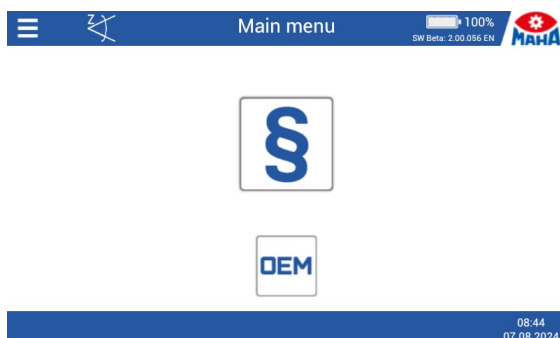 Z
Main menu
100%
SW Beta: 2.00.056 EN
MAHA
§
OEM
08:44
07.08.2024